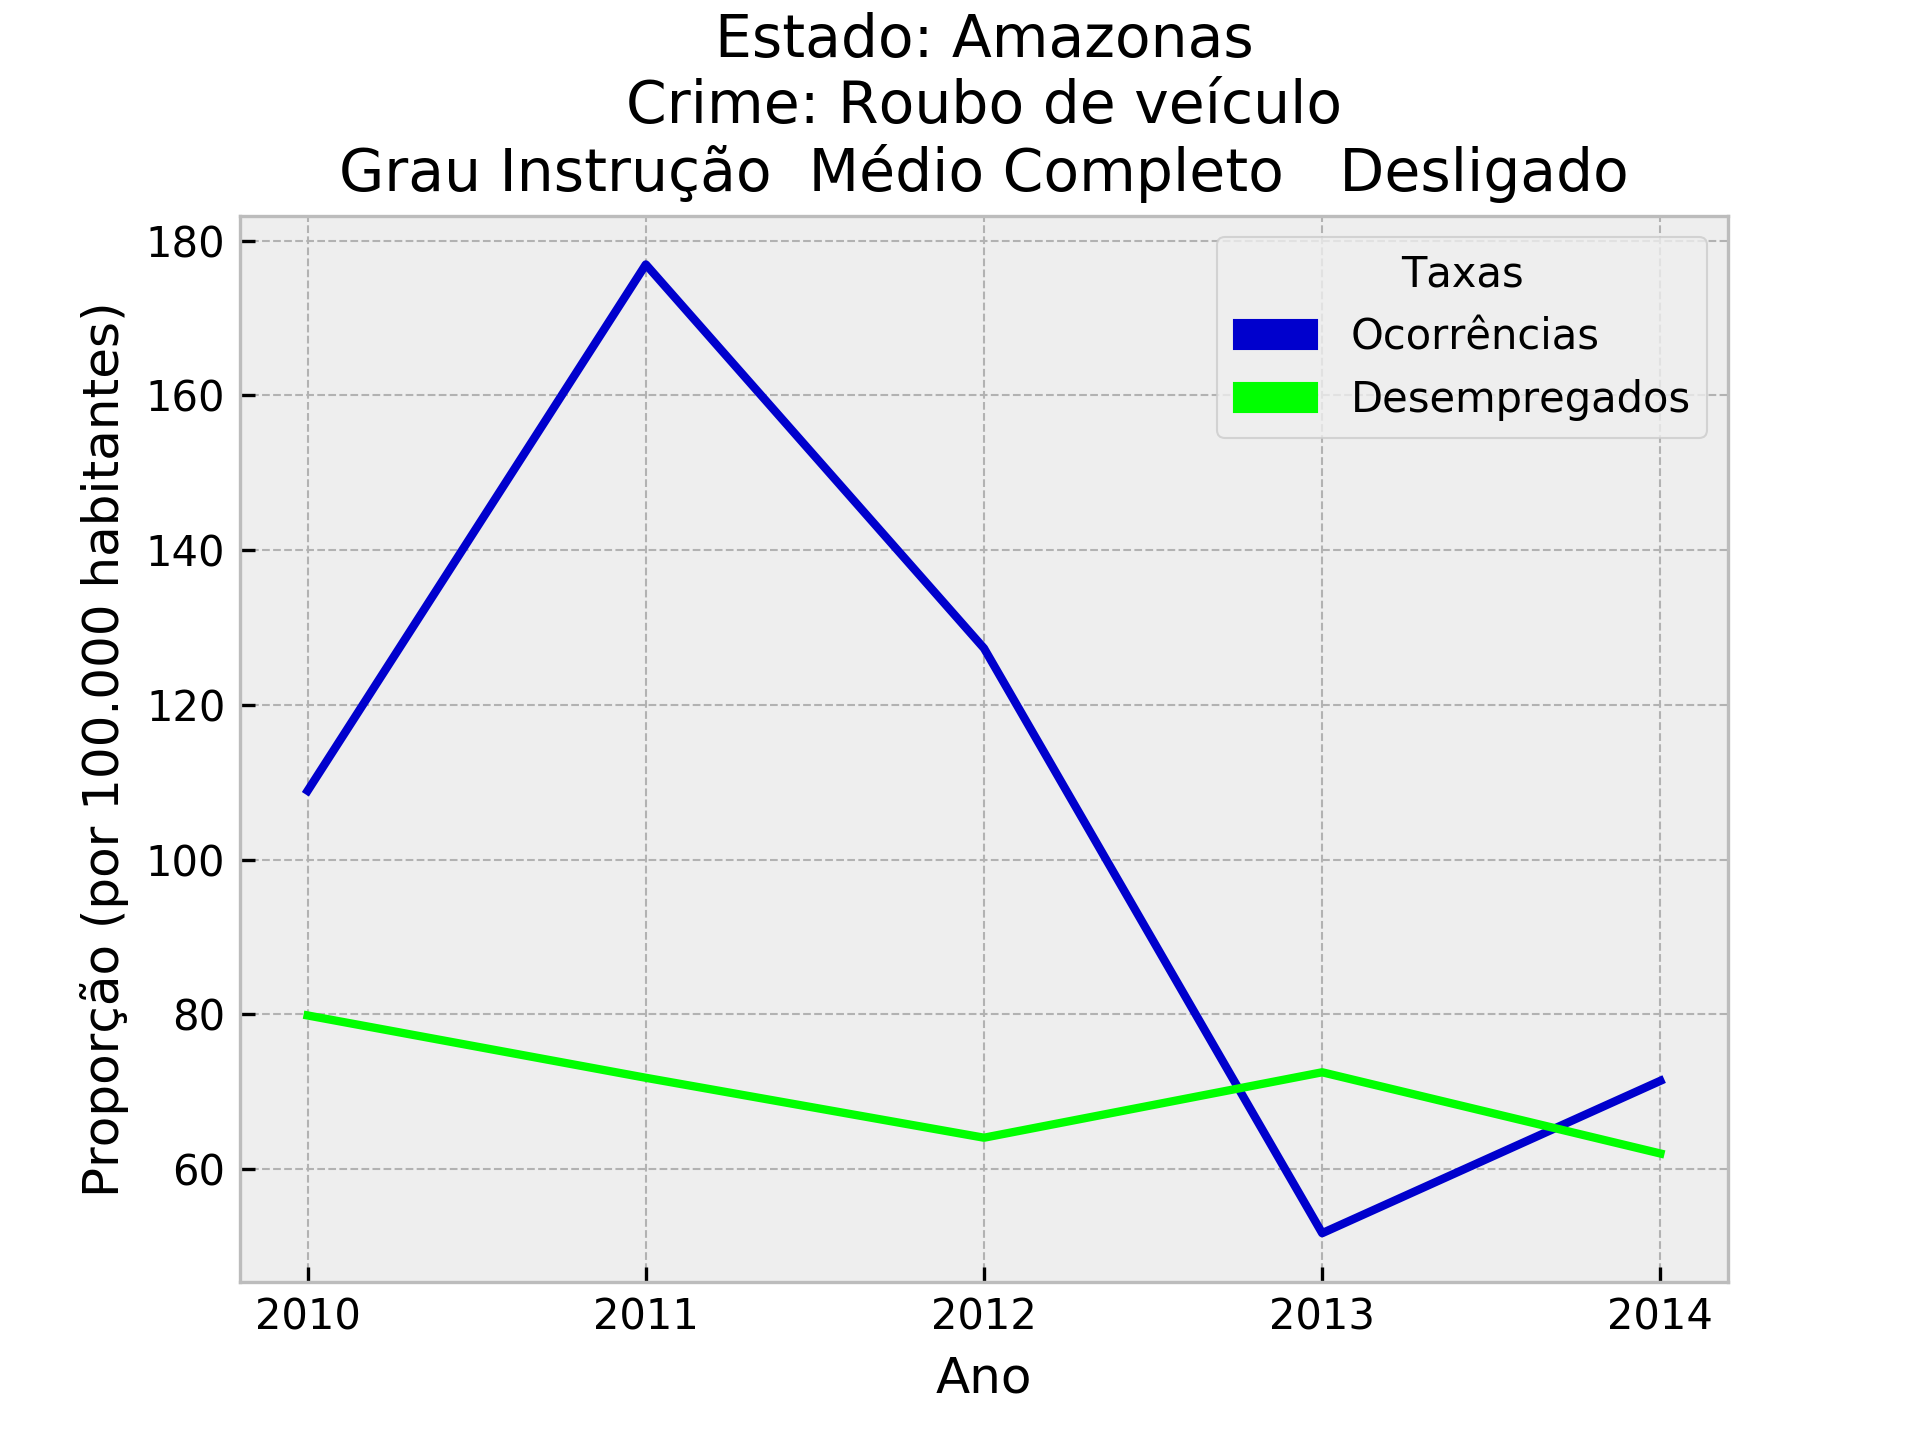 Estado: Amazonas
Crime: Roubo de veículo
Grau Instrução  Médio Completo   Desligado
Proporção (por 100.000 habitantes)
180
160
140
120
100
80
60
Taxas
Ocorrências
Desempregados
2010 2011 2012 2013 2014
Ano